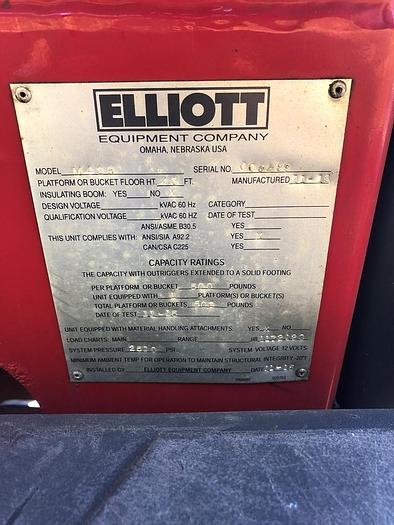 ELLIOTT
EQUIPMENT COMPANY
OMAHA, NEBRASKA USA
MODEL SERIAL NO.
PLATFORM OR BUCKET FLOOR HT. FT. MANUFACTURED
INSULATING BOOM: YES NO
DESIGN VOLTAGE kVAC 60 HZ CATEGORY
QUALIFICATION VOLTAGE kVAC 60 HZ DATE OF TEST
ANSI/ASME B30.5 YES
THIS UNIT COMPLIES WITH: ANSI/SIA A92.2 YES X
CAN/CSA C225 YES
CAPACITY RATINGS
THE CAPACITY WITH OUTRIGGERS EXTENDED TO A SOLID FOOTING
PER PLATFORM OR BUCKET POUNDS
UNIT EQUIPPED WITH PLATFORM(S) OR BUCKET(S)
TOTAL PLATFORM OR BUCKETS POUNDS
DATE OF TEST
UNIT EQUIPPED WITH MATERIAL HANDLING ATTACHMENTS YES X NO
LOAD CHARTS: MAIN RANGE JIB
SYSTEM PRESSURE PSI SYSTEM VOLTAGE 12 VOLTS
MINIMUM AMBIENT TEMP FOR OPERATION TO MAINTAIN STRUCTURAL INTEGRITY -20°F
INSTALLED BY ELLIOTT EQUIPMENT COMPANY DATE